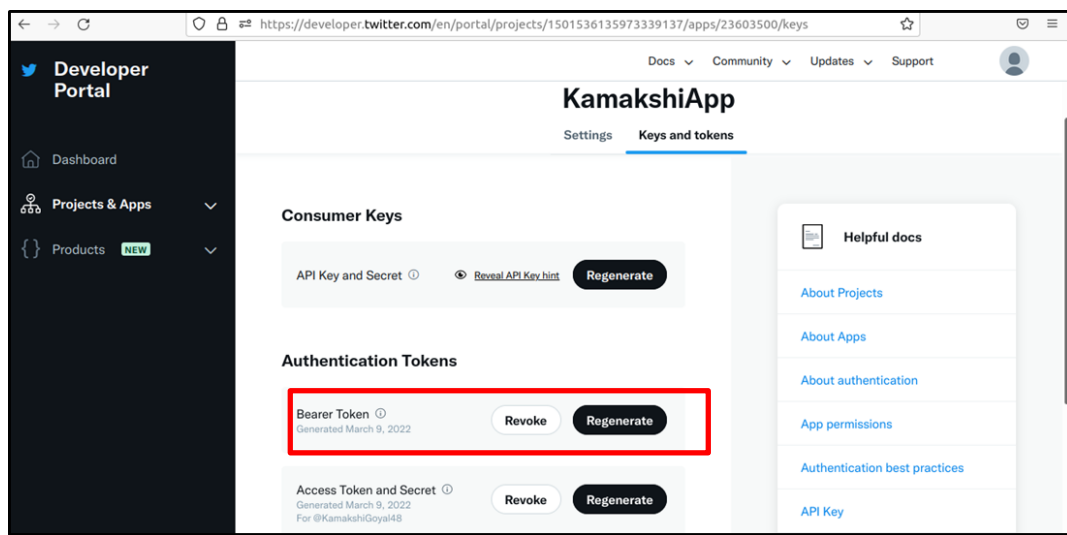 https://developer.twitter.com/en/portal/projects/1501536135973339137/apps/23603500/keys
Developer
Portal
Docs
Community
Updates
Support
KamakshiApp
Settings
Keys and tokens
Dashboard
Projects & Apps
{ } Products NEW
Consumer Keys
API Key and Secret
Reveal API Key hint
Regenerate
Authentication Tokens
Bearer Token
Generated March 9, 2022
Revoke
Regenerate
Access Token and Secret
Generated March 9, 2022
For @KamakshiGoyal48
Revoke
Regenerate
Helpful docs
About Projects
About Apps
About authentication
App permissions
Authentication best practices
API Key